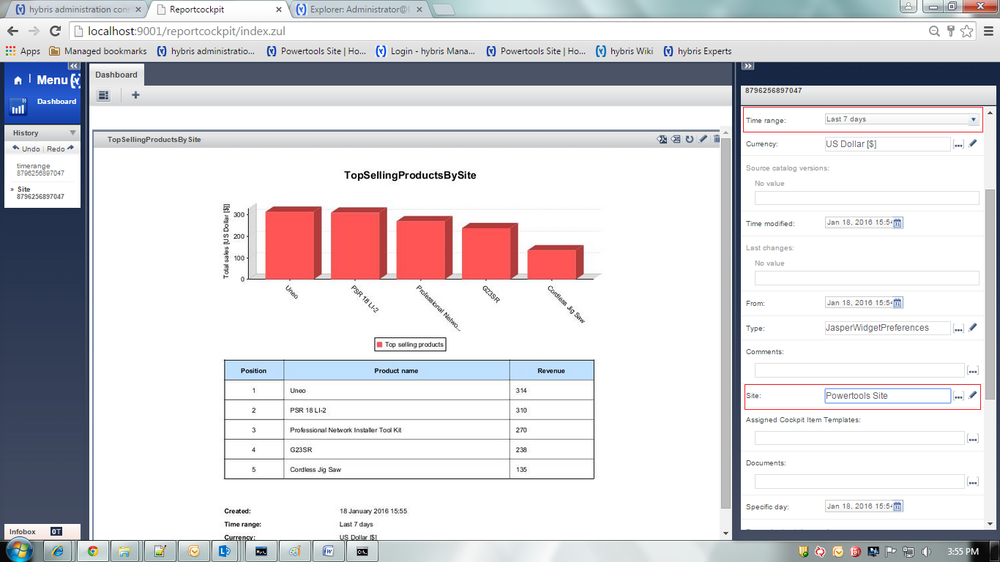 hybris administration cons
Reportcockpit
Explorer: Administrator@
localhost:9001/reportcockpit/index.zul
Apps
Managed bookmarks
hybris administratio...
Powertools Site | Ho...
Login - hybris Mana...
Powertools Site | Ho...
hybris Wiki
hybris Experts
Menu
Dashboard
History
Undo | Redo
timerange
8796256897047
» Site
8796256897047
Infobox 0T
Dashboard
TopSellingProductsBySite
TopSellingProductsBySite
Total sales [US Dollar [$]]
300
200
100
0
Uneo
PSR 18 LI-2
Professional Netwo...
G23SR
Cordless Jig Saw
Top selling products
Position Product name Revenue
1 Uneo 314
2 PSR 18 LI-2 310
3 Professional Network Installer Tool Kit 270
4 G23SR 238
5 Cordless Jig Saw 135
Created: 18 January 2016 15:55
Time range: Last 7 days
Currency: US Dollar [$]
8796256897047
Time range: Last 7 days
Currency: US Dollar [$] ...
Source catalog versions:
No value
Time modified: Jan 18, 2016 15:54
Last changes:
No value
From: Jan 18, 2016 15:54
Type: JasperWidgetPreferences ...
Comments:
...
Site: Powertools Site ...
Assigned Cockpit Item Templates:
...
Documents:
...
Specific day: Jan 18, 2016 15:54
3:55 PM